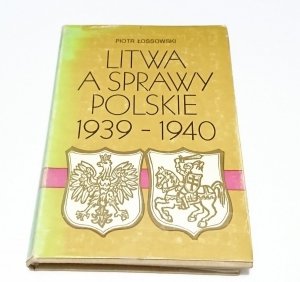 PIOTR ŁOSSOWSKI
LITWA
A SPRAWY
POLSKIE
1939 - 1940